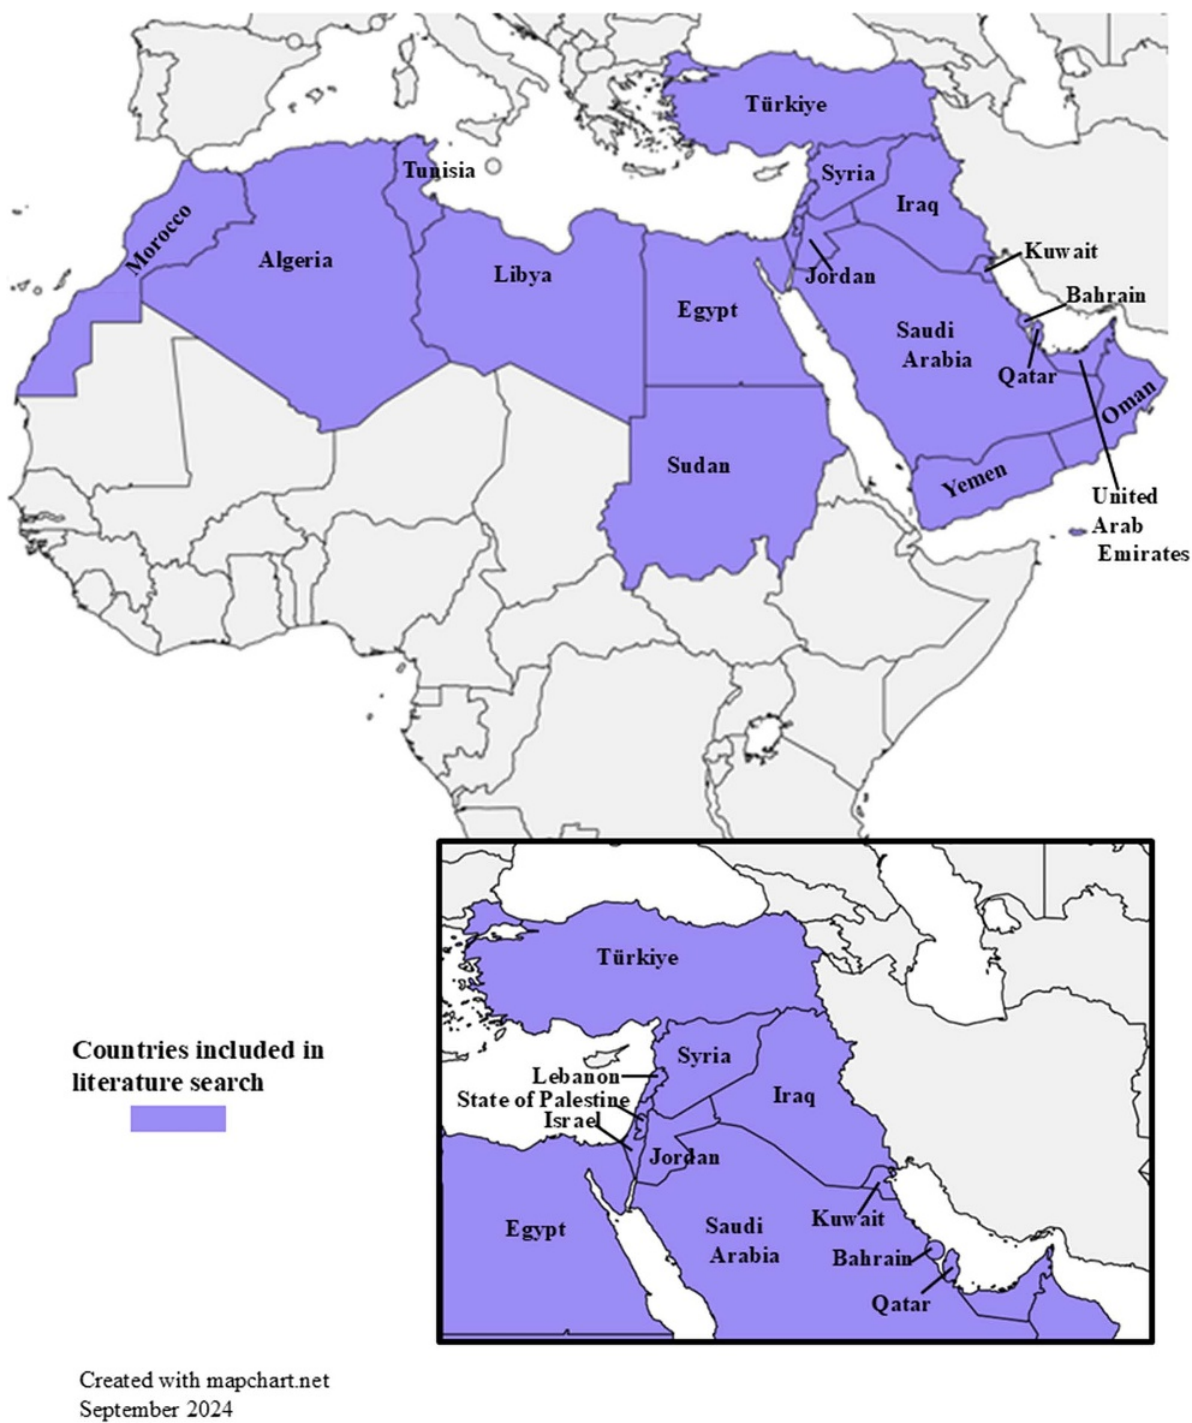 Türkiye
Tunisia
Syria
Morocco
Iraq
Algeria
Kuwait
Libya
Jordan
Bahrain
Egypt
Saudi
Arabia
Qatar
Oman
Sudan
Yemen
United
Arab
Emirates
Türkiye
Countries included in
literature search
Syria
Lebanon
State of Palestine
Israel
Iraq
Jordan
Kuwait
Egypt
Saudi
Arabia
Bahrain
Qatar
Created with mapchart.net
September 2024